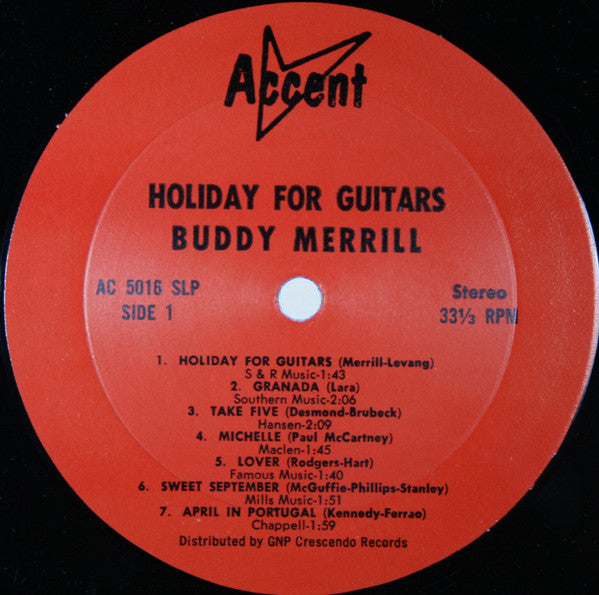 Accent
HOLIDAY FOR GUITARS
BUDDY MERRILL
AC 5016 SLP
SIDE 1
Stereo
33⅓ RPM
1. HOLIDAY FOR GUITARS (Merrill-Levang)
S & R Music-1:43
2. GRANADA (Lara)
Southern Music-2:06
3. TAKE FIVE (Desmond-Brubeck)
Hansen-2:09
4. MICHELLE (Paul McCartney)
Maclen-1:45
5. LOVER (Rodgers-Hart)
Famous Music-1:40
6. SWEET SEPTEMBER (McGuffie-Phillips-Stanley)
Mills Music-1:51
7. APRIL IN PORTUGAL (Kennedy-Ferrao)
Chappell-1:59
Distributed by GNP Crescendo Records